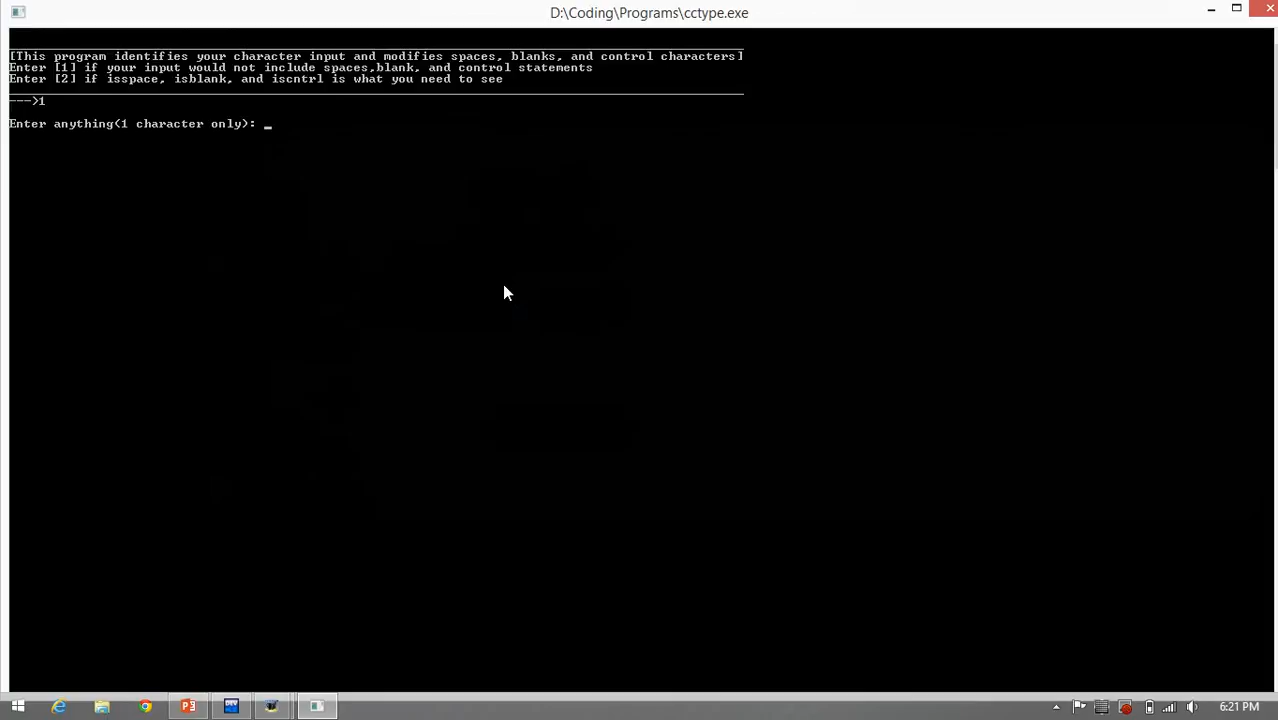 D:\Coding\Programs\cctype.exe
[This program identifies your character input and modifies spaces, blanks, and control characters]
Enter [1] if your input would not include spaces,blank, and control statements
Enter [2] if isspace, isblank, and iscntrl is what you need to see
--->1
Enter anything(1 character only): _
6:21 PM